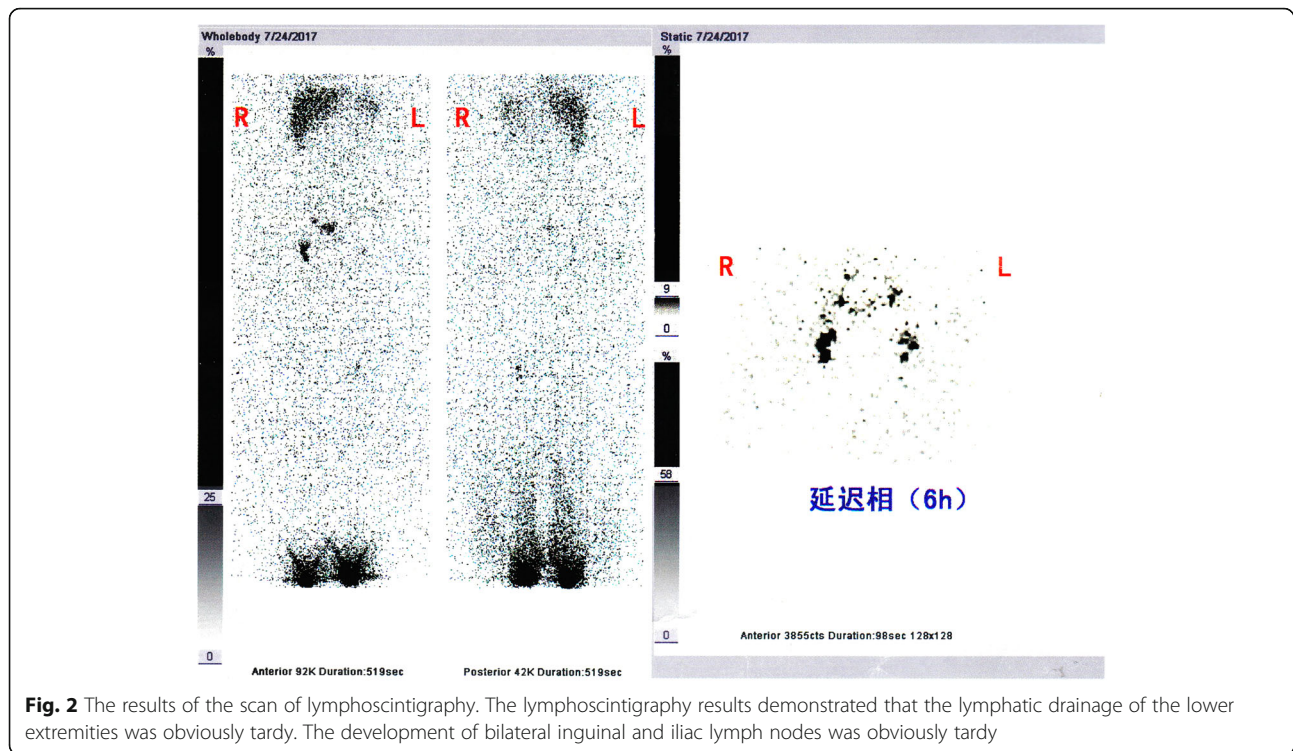 Wholebody 7/24/2017
%
R L R L
25
0
Anterior 92K Duration:519sec Posterior 42K Duration:519sec
Static 7/24/2017
%
9
0
%
58
0
R L
延迟相（6h）
Anterior 3855cts Duration:98sec 128x128
Fig. 2 The results of the scan of lymphoscintigraphy. The lymphoscintigraphy results demonstrated that the lymphatic drainage of the lower
extremities was obviously tardy. The development of bilateral inguinal and iliac lymph nodes was obviously tardy